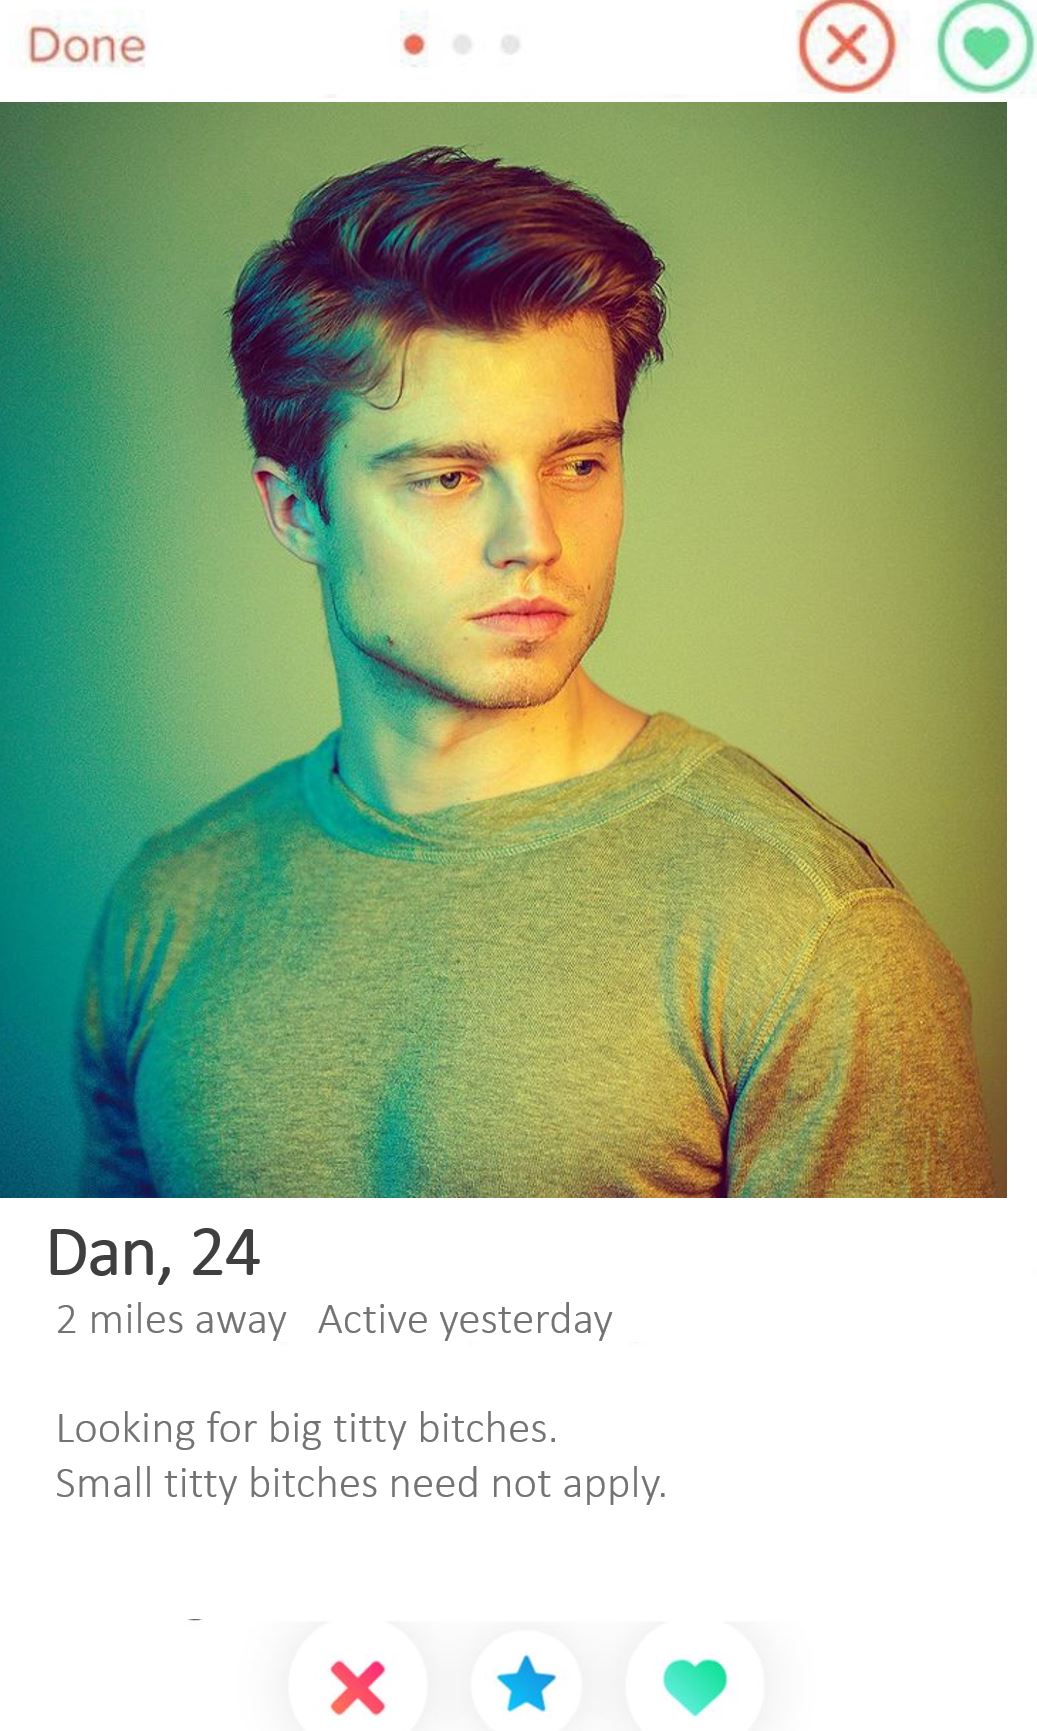 Done
Dan, 24
2 miles away Active yesterday
Looking for big titty bitches.
Small titty bitches need not apply.